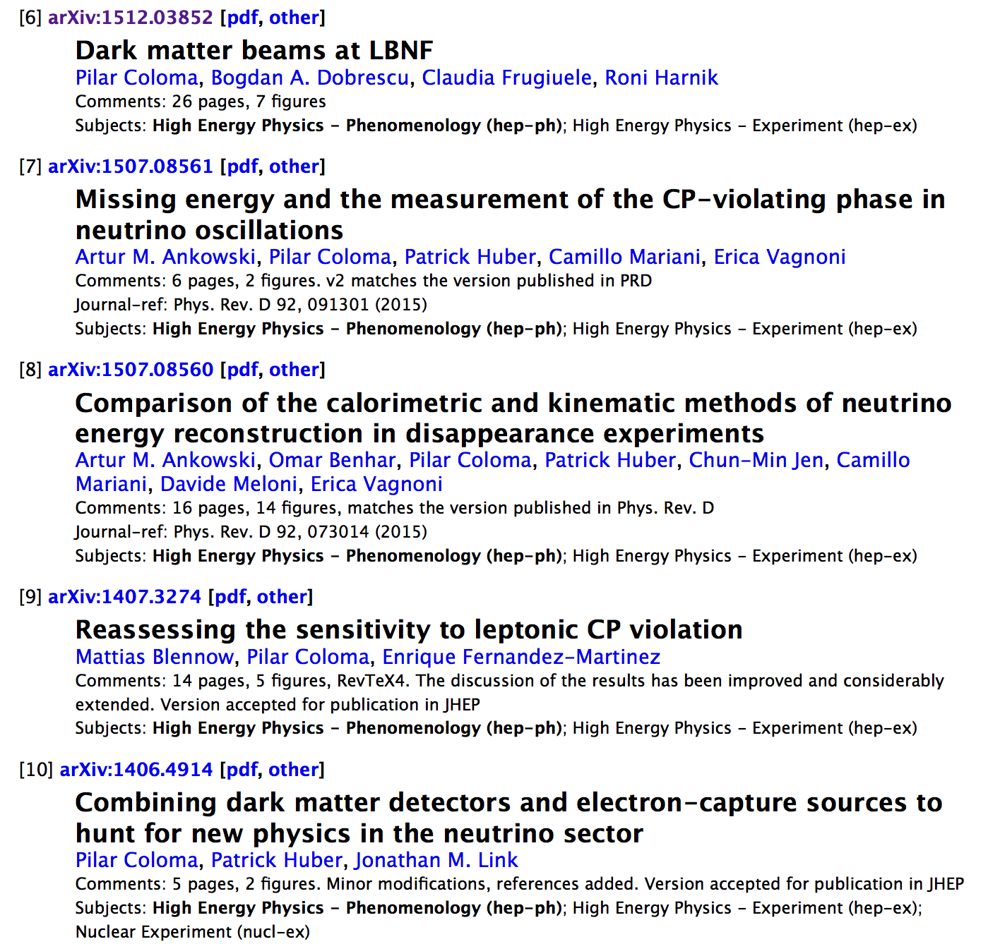 [6] arXiv:1512.03852 [pdf, other]
Dark matter beams at LBNF
Pilar Coloma, Bogdan A. Dobrescu, Claudia Frugiuele, Roni Harnik
Comments: 26 pages, 7 figures
Subjects: High Energy Physics - Phenomenology (hep-ph); High Energy Physics - Experiment (hep-ex)
[7] arXiv:1507.08561 [pdf, other]
Missing energy and the measurement of the CP-violating phase in
neutrino oscillations
Artur M. Ankowski, Pilar Coloma, Patrick Huber, Camillo Mariani, Erica Vagnoni
Comments: 6 pages, 2 figures. v2 matches the version published in PRD
Journal-ref: Phys. Rev. D 92, 091301 (2015)
Subjects: High Energy Physics - Phenomenology (hep-ph); High Energy Physics - Experiment (hep-ex)
[8] arXiv:1507.08560 [pdf, other]
Comparison of the calorimetric and kinematic methods of neutrino
energy reconstruction in disappearance experiments
Artur M. Ankowski, Omar Benhar, Pilar Coloma, Patrick Huber, Chun-Min Jen, Camillo
Mariani, Davide Meloni, Erica Vagnoni
Comments: 16 pages, 14 figures, matches the version published in Phys. Rev. D
Journal-ref: Phys. Rev. D 92, 073014 (2015)
Subjects: High Energy Physics - Phenomenology (hep-ph); High Energy Physics - Experiment (hep-ex)
[9] arXiv:1407.3274 [pdf, other]
Reassessing the sensitivity to leptonic CP violation
Mattias Blennow, Pilar Coloma, Enrique Fernandez-Martinez
Comments: 14 pages, 5 figures, RevTeX4. The discussion of the results has been improved and considerably
extended. Version accepted for publication in JHEP
Subjects: High Energy Physics - Phenomenology (hep-ph); High Energy Physics - Experiment (hep-ex)
[10] arXiv:1406.4914 [pdf, other]
Combining dark matter detectors and electron-capture sources to
hunt for new physics in the neutrino sector
Pilar Coloma, Patrick Huber, Jonathan M. Link
Comments: 5 pages, 2 figures. Minor modifications, references added. Version accepted for publication in JHEP
Subjects: High Energy Physics - Phenomenology (hep-ph); High Energy Physics - Experiment (hep-ex);
Nuclear Experiment (nucl-ex)